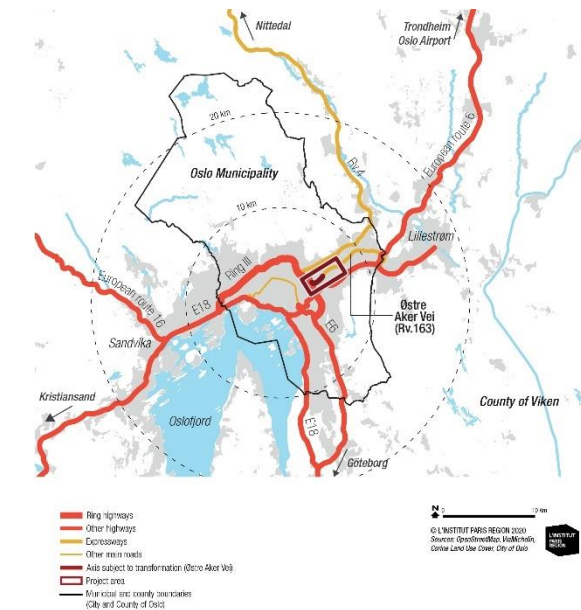 Nittedal
Trondheim
Oslo Airport
20 km
European route 6
Rv.4
Oslo Municipality
10 km
Lillestrøm
Ring III
European route 16
E18
Østre
Aker Vei
(Rv.163)
Sandvika
E6
Kristiansand
County of Viken
Oslofjord
E18
Göteborg
Ring highways
Other highways
Expressways
Other main roads
Axis subject to transformation (Østre Aker Vei)
Project area
Municipal and county boundaries
(City and County of Oslo)
N 0 10 km
© L'INSTITUT PARIS REGION 2020
Sources: OpenStreetMap, ViaMichelin,
Corine Land Use Cover, City of Oslo
L'INSTITUT
PARIS
REGION